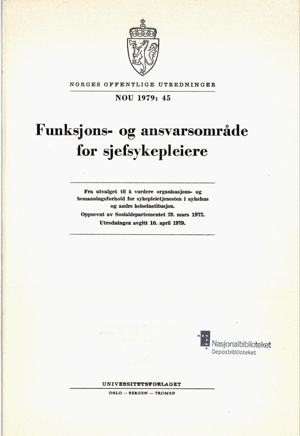 NORGES OFFENTLIGE UTREDNINGER
NOU 1979: 45
Funksjons- og ansvarsområde
for sjefsykepleiere
Fra utvalget til å vurdere organisasjons- og
bemanningsforhold for sykepleietjenesten i sykehus
og andre helseinstitusjon.
Oppnevnt av Sosialdepartementet 29. mars 1972.
Utredningen avgitt 10. april 1979.
Nasjonalbiblioteket
Depotbiblioteket
UNIVERSITETSFORLAGET
OSLO – BERGEN – TROMSØ